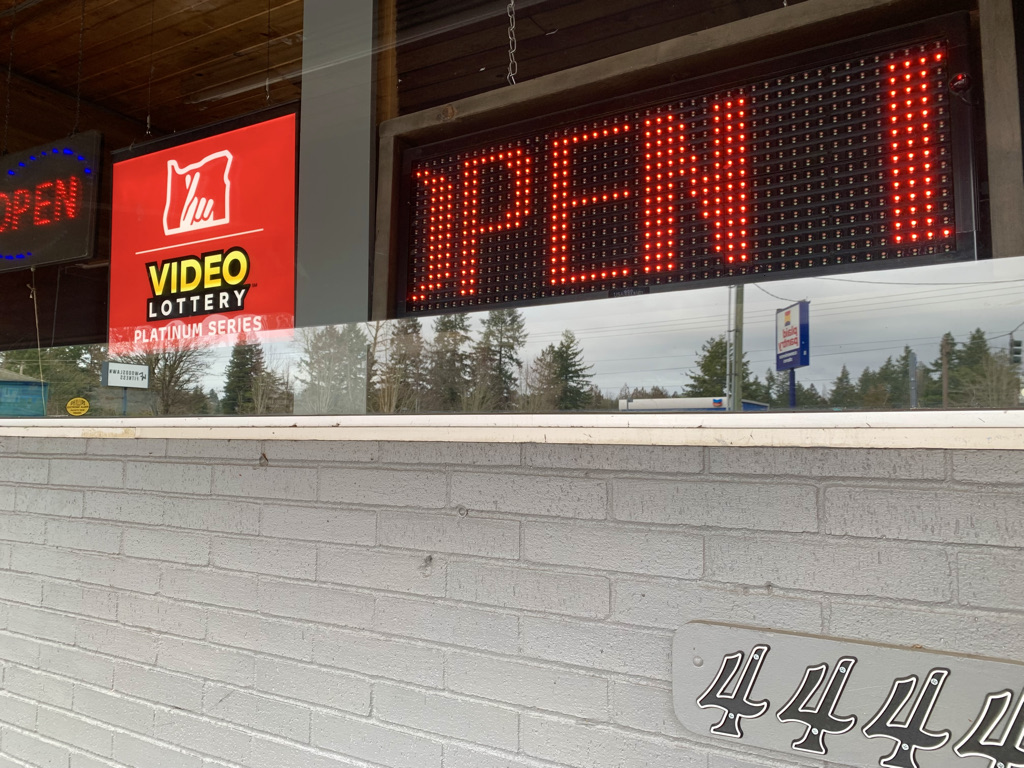 OPEN
VIDEO
LOTTERY
PLATINUM SERIES
OPEN
4444